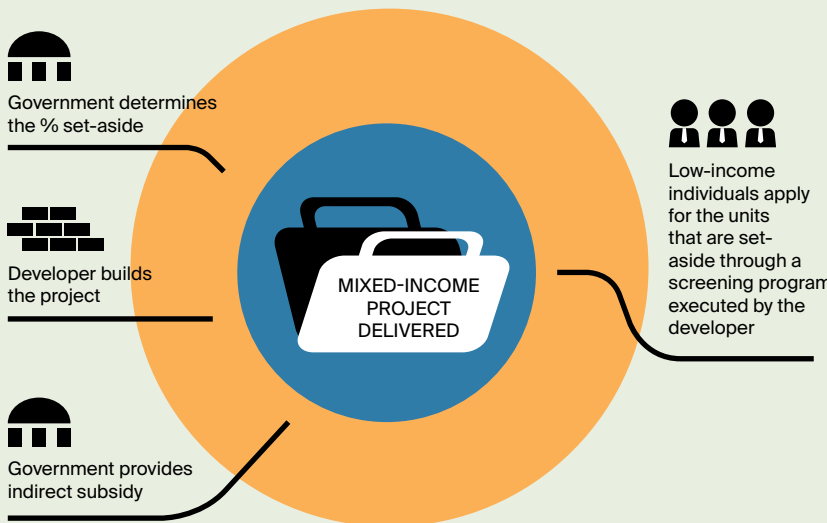 Government determines
the % set-aside
Developer builds
the project
Government provides
indirect subsidy
MIXED-INCOME
PROJECT
DELIVERED
Low-income
individuals apply
for the units
that are set-
aside through a
screening program
executed by the
developer